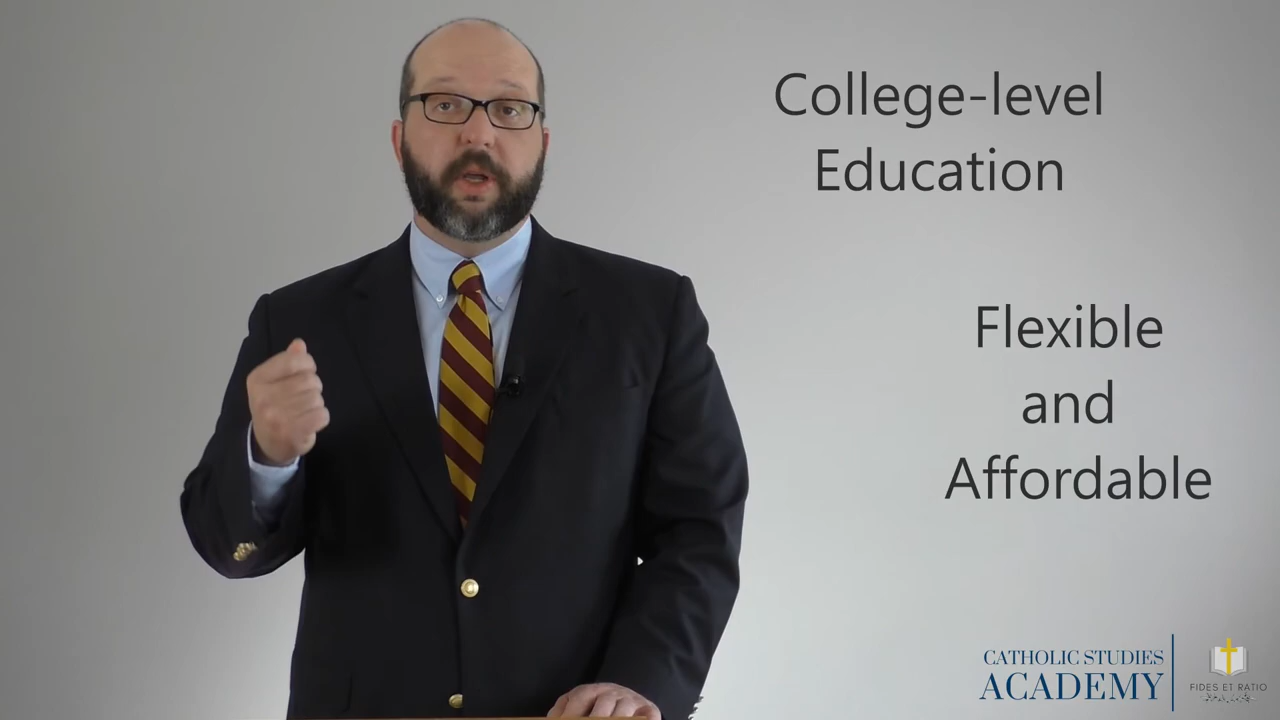 College-level
Education
Flexible
and
Affordable
CATHOLIC STUDIES
ACADEMY
FIDES ET RATIO